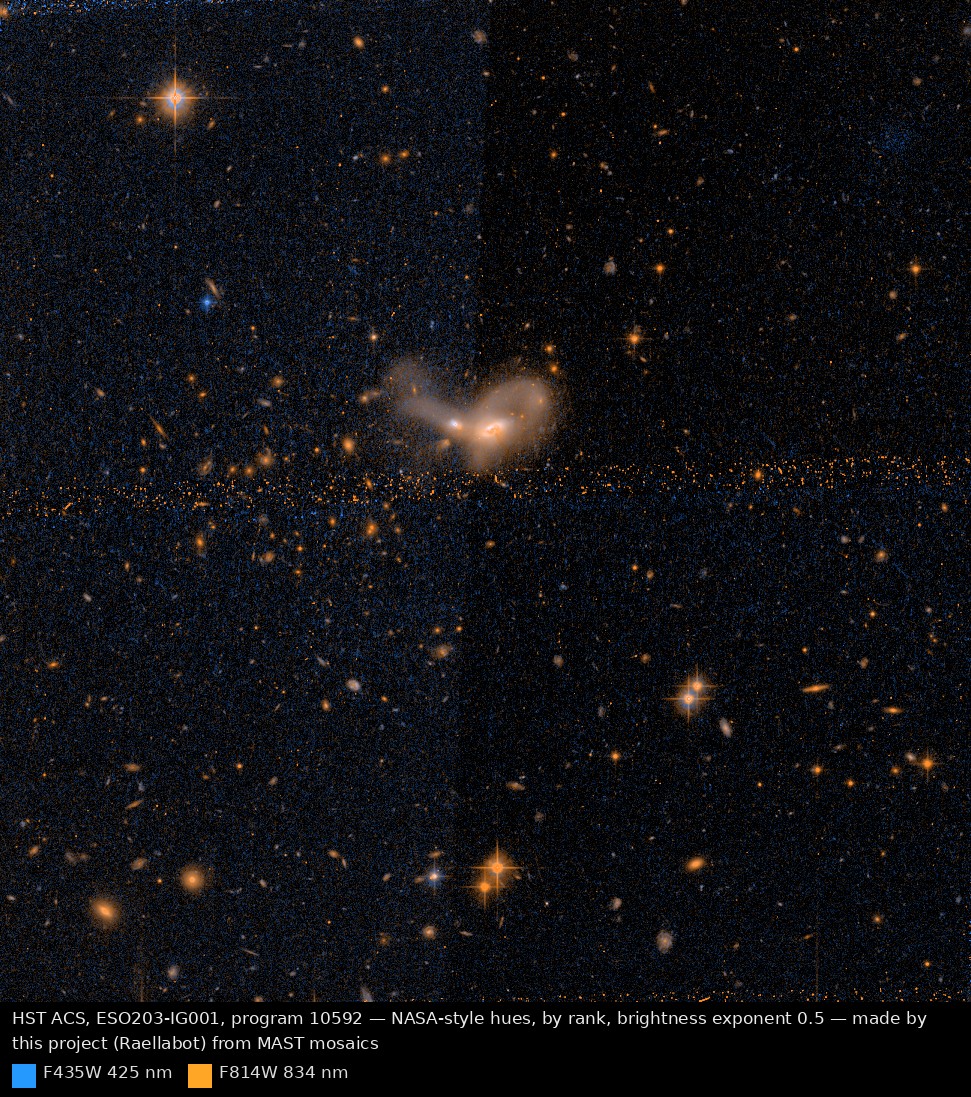 HST ACS, ESO203-IG001, program 10592 — NASA-style hues, by rank, brightness exponent 0.5 — made by
this project (Raellabot) from MAST mosaics
F435W 425 nm F814W 834 nm